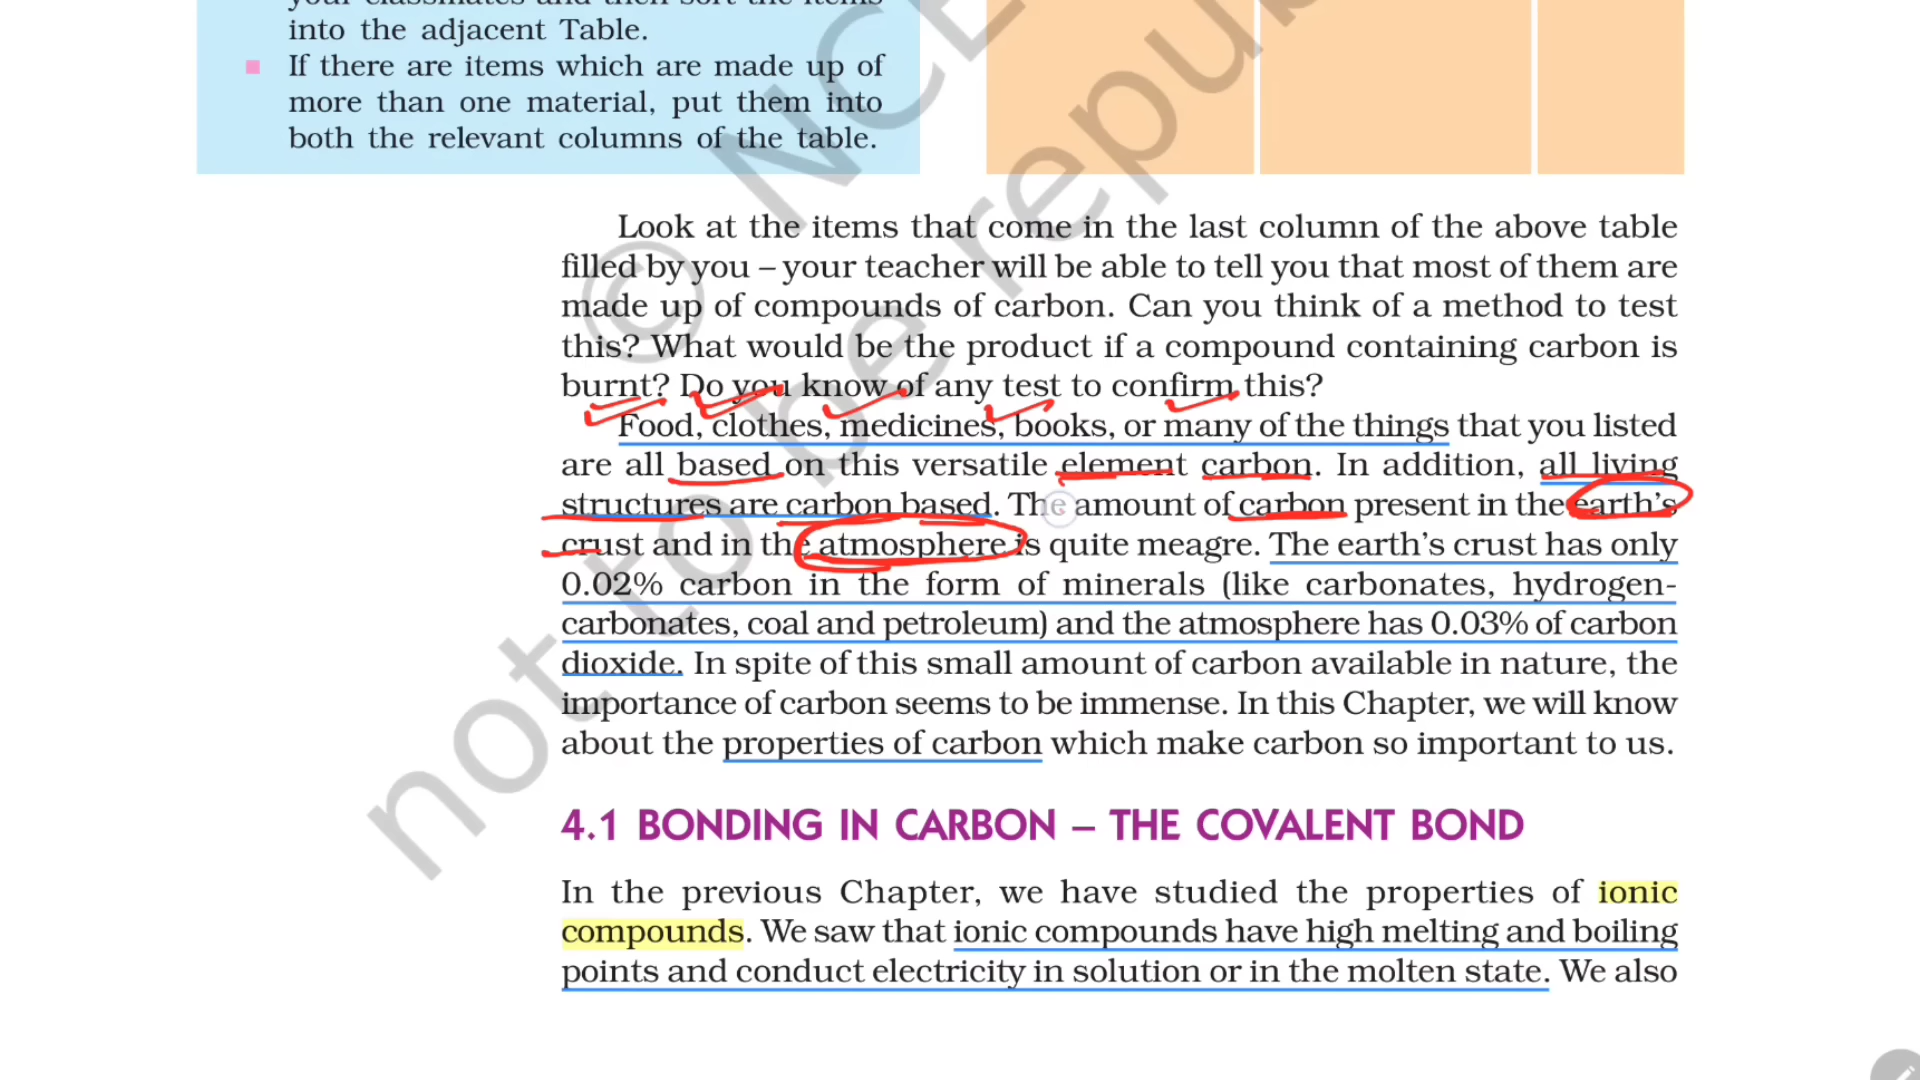 your classmates and then sort the items
into the adjacent Table.
If there are items which are made up of
more than one material, put them into
both the relevant columns of the table.
© NCE
not to be repub
Look at the items that come in the last column of the above table
filled by you – your teacher will be able to tell you that most of them are
made up of compounds of carbon. Can you think of a method to test
this? What would be the product if a compound containing carbon is
burnt? Do you know of any test to confirm this?
Food, clothes, medicines, books, or many of the things that you listed
are all based on this versatile element carbon. In addition, all living
structures are carbon based. The amount of carbon present in the earth's
crust and in the atmosphere is quite meagre. The earth's crust has only
0.02% carbon in the form of minerals (like carbonates, hydrogen-
carbonates, coal and petroleum) and the atmosphere has 0.03% of carbon
dioxide. In spite of this small amount of carbon available in nature, the
importance of carbon seems to be immense. In this Chapter, we will know
about the properties of carbon which make carbon so important to us.
4.1 BONDING IN CARBON – THE COVALENT BOND
In the previous Chapter, we have studied the properties of ionic
compounds. We saw that ionic compounds have high melting and boiling
points and conduct electricity in solution or in the molten state. We also